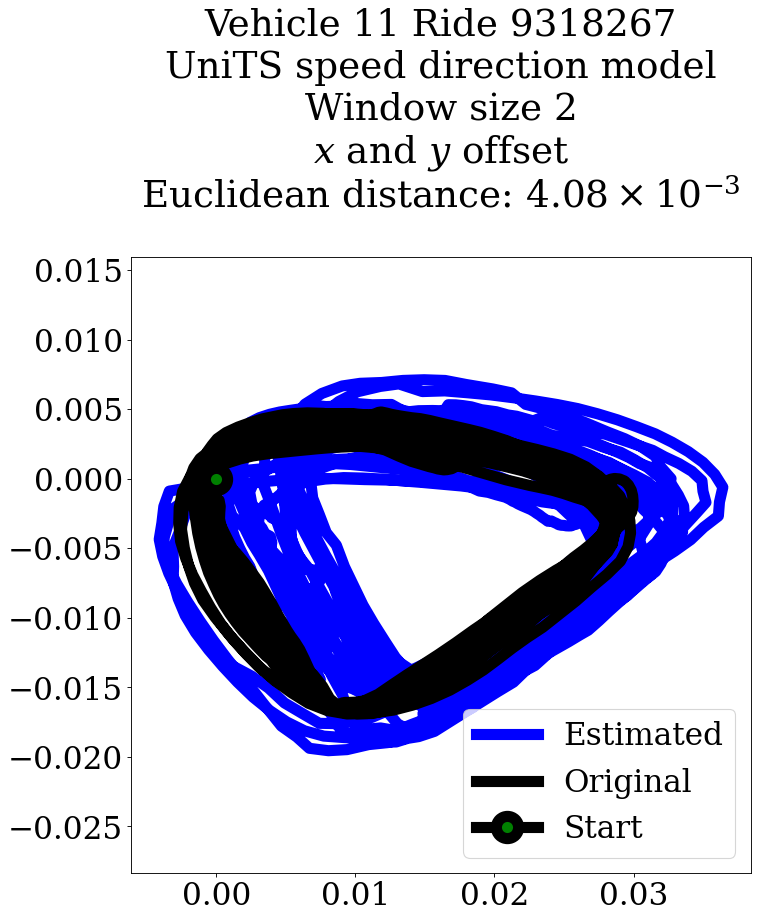 Vehicle 11 Ride 9318267
UniTS speed direction model
Window size 2
x and y offset
Euclidean distance: 4.08 × 10⁻³
0.015
0.010
0.005
0.000
−0.005
−0.010
−0.015
−0.020
−0.025
Estimated
Original
Start
0.00 0.01 0.02 0.03